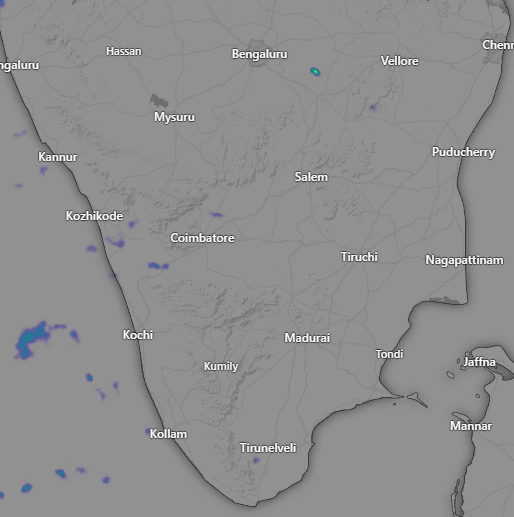 Hassan
Bengaluru
Chenn
ngaluru
Vellore
Mysuru
Kannur
Puducherry
Salem
Kozhikode
Coimbatore
Tiruchi
Nagapattinam
Kochi
Madurai
Tondi
Kumily
Jaffna
Mannar
Kollam
Tirunelveli